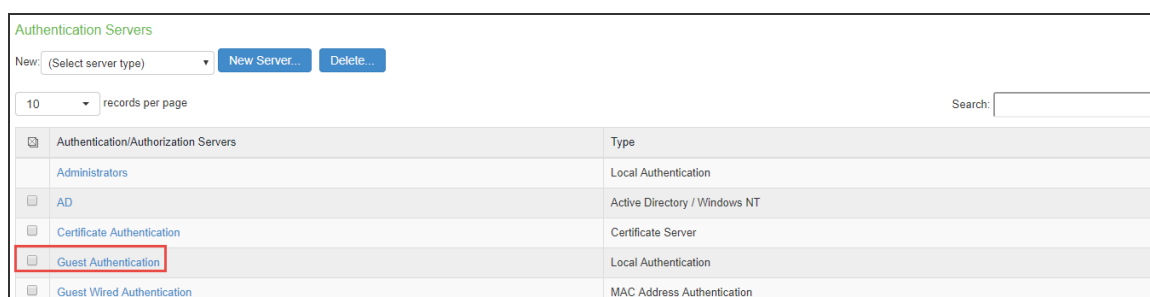 Authentication Servers
New: (Select server type) New Server... Delete...
10 records per page Search:
Authentication/Authorization Servers Type
Administrators Local Authentication
AD Active Directory / Windows NT
Certificate Authentication Certificate Server
Guest Authentication Local Authentication
Guest Wired Authentication MAC Address Authentication